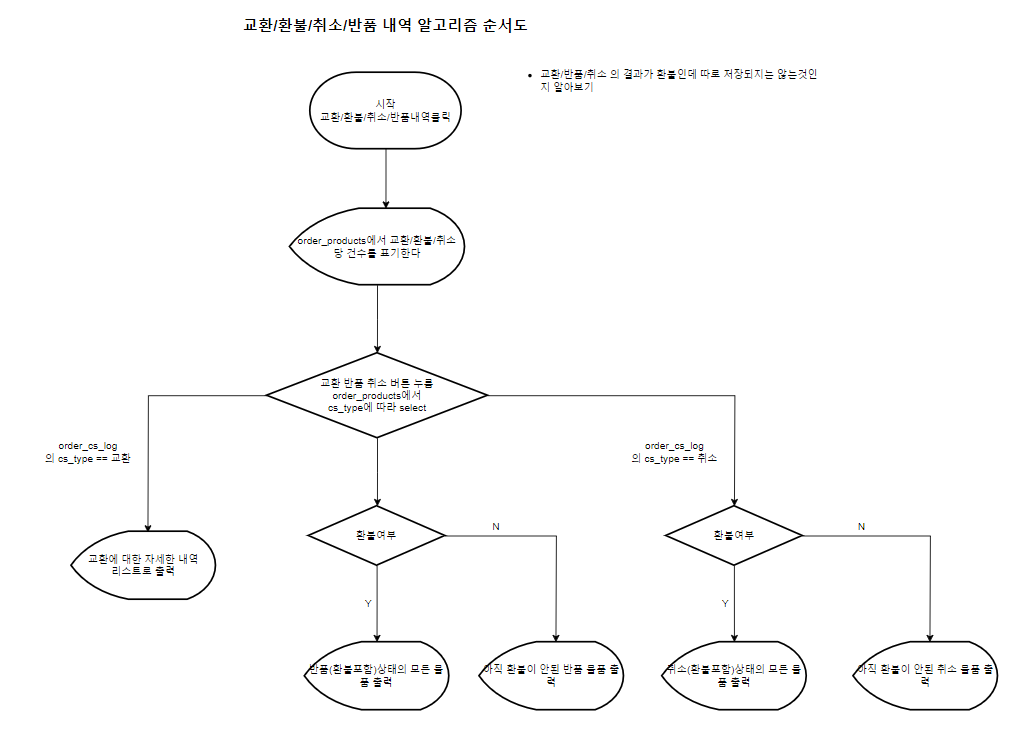 교환/환불/취소/반품 내역 알고리즘 순서도
• 교환/반품/취소 의 결과가 환불인데 따로 저장되지는 않는것인
지 알아보기
시작
교환/환불/취소/반품내역클릭
order_products에서 교환/환불/취소
당 건수를 표기한다
교환 반품 취소 버튼 누름
order_products에서
cs_type에 따라 select
order_cs_log
의 cs_type == 교환
order_cs_log
의 cs_type == 취소
환불여부
N
환불여부
N
교환에 대한 자세한 내역
리스트로 출력
Y
Y
반품(환불포함)상태의 모든 물
품 출력
아직 환불이 안된 반품 물품 출
력
취소(환불포함)상태의 모든 물
품 출력
아직 환불이 안된 취소 물품 출
력